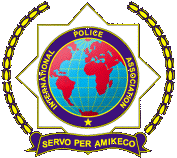 INTERNATIONAL POLICE ASSOCIATION
SERVO PER AMIKECO